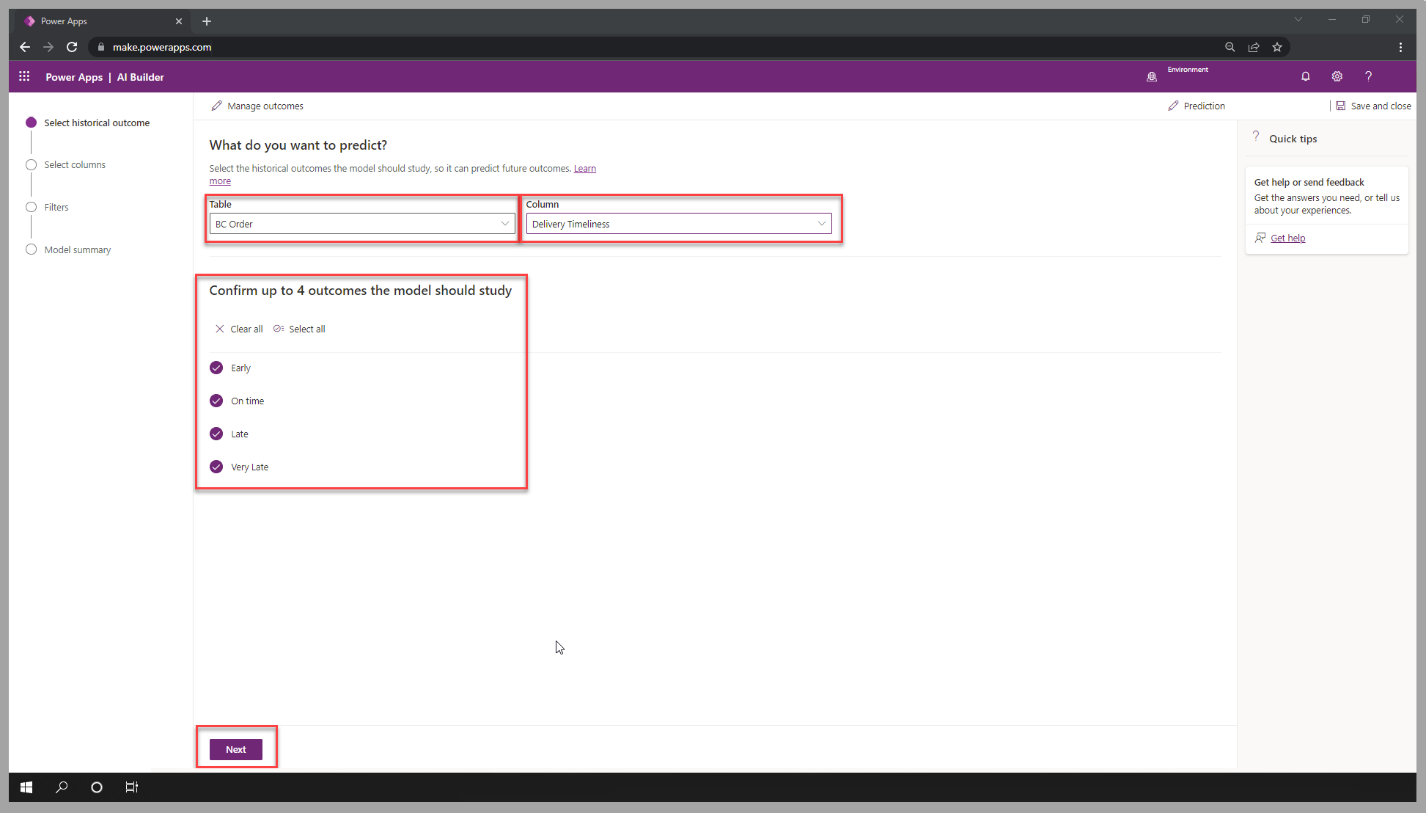 Power Apps
make.powerapps.com
Power Apps | AI Builder
Environment
Select historical outcome
Select columns
Filters
Model summary
Manage outcomes
Prediction
Save and close
What do you want to predict?
Select the historical outcomes the model should study, so it can predict future outcomes. Learn
more
Table
Column
BC Order
Delivery Timeliness
Confirm up to 4 outcomes the model should study
Clear all
Select all
Early
On time
Late
Very Late
Next
Quick tips
Get help or send feedback
Get the answers you need, or tell us
about your experiences.
Get help